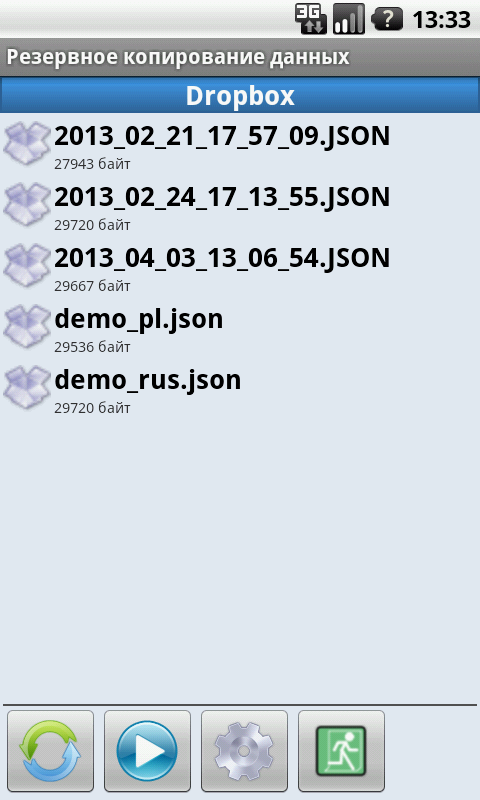 3G ? 13:33
Резервное копирование данных
Dropbox
2013_02_21_17_57_09.JSON
27943 байт
2013_02_24_17_13_55.JSON
29720 байт
2013_04_03_13_06_54.JSON
29667 байт
demo_pl.json
29536 байт
demo_rus.json
29720 байт